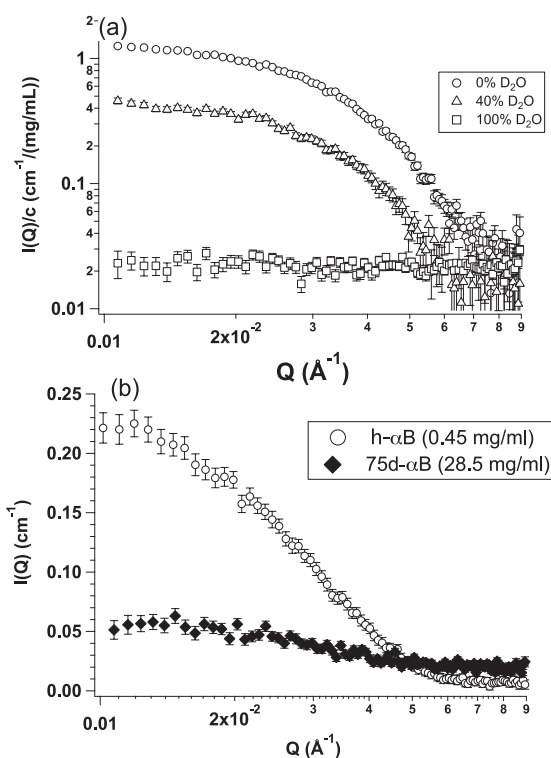 (a)
2
1
8
6
4
2
0.1
8
6
4
2
0.01
I(Q)/c (cm⁻¹/(mg/mL))
0% D₂O
40% D₂O
100% D₂O
0.01
2x10⁻²
3
4
5
6
7
8
9
Q (Å⁻¹)
(b)
0.25
0.20
0.15
0.10
0.05
0.00
I(Q) (cm⁻¹)
h-αB (0.45 mg/ml)
75d-αB (28.5 mg/ml)
0.01
2x10⁻²
3
4
5
6
7
8
9
Q (Å⁻¹)